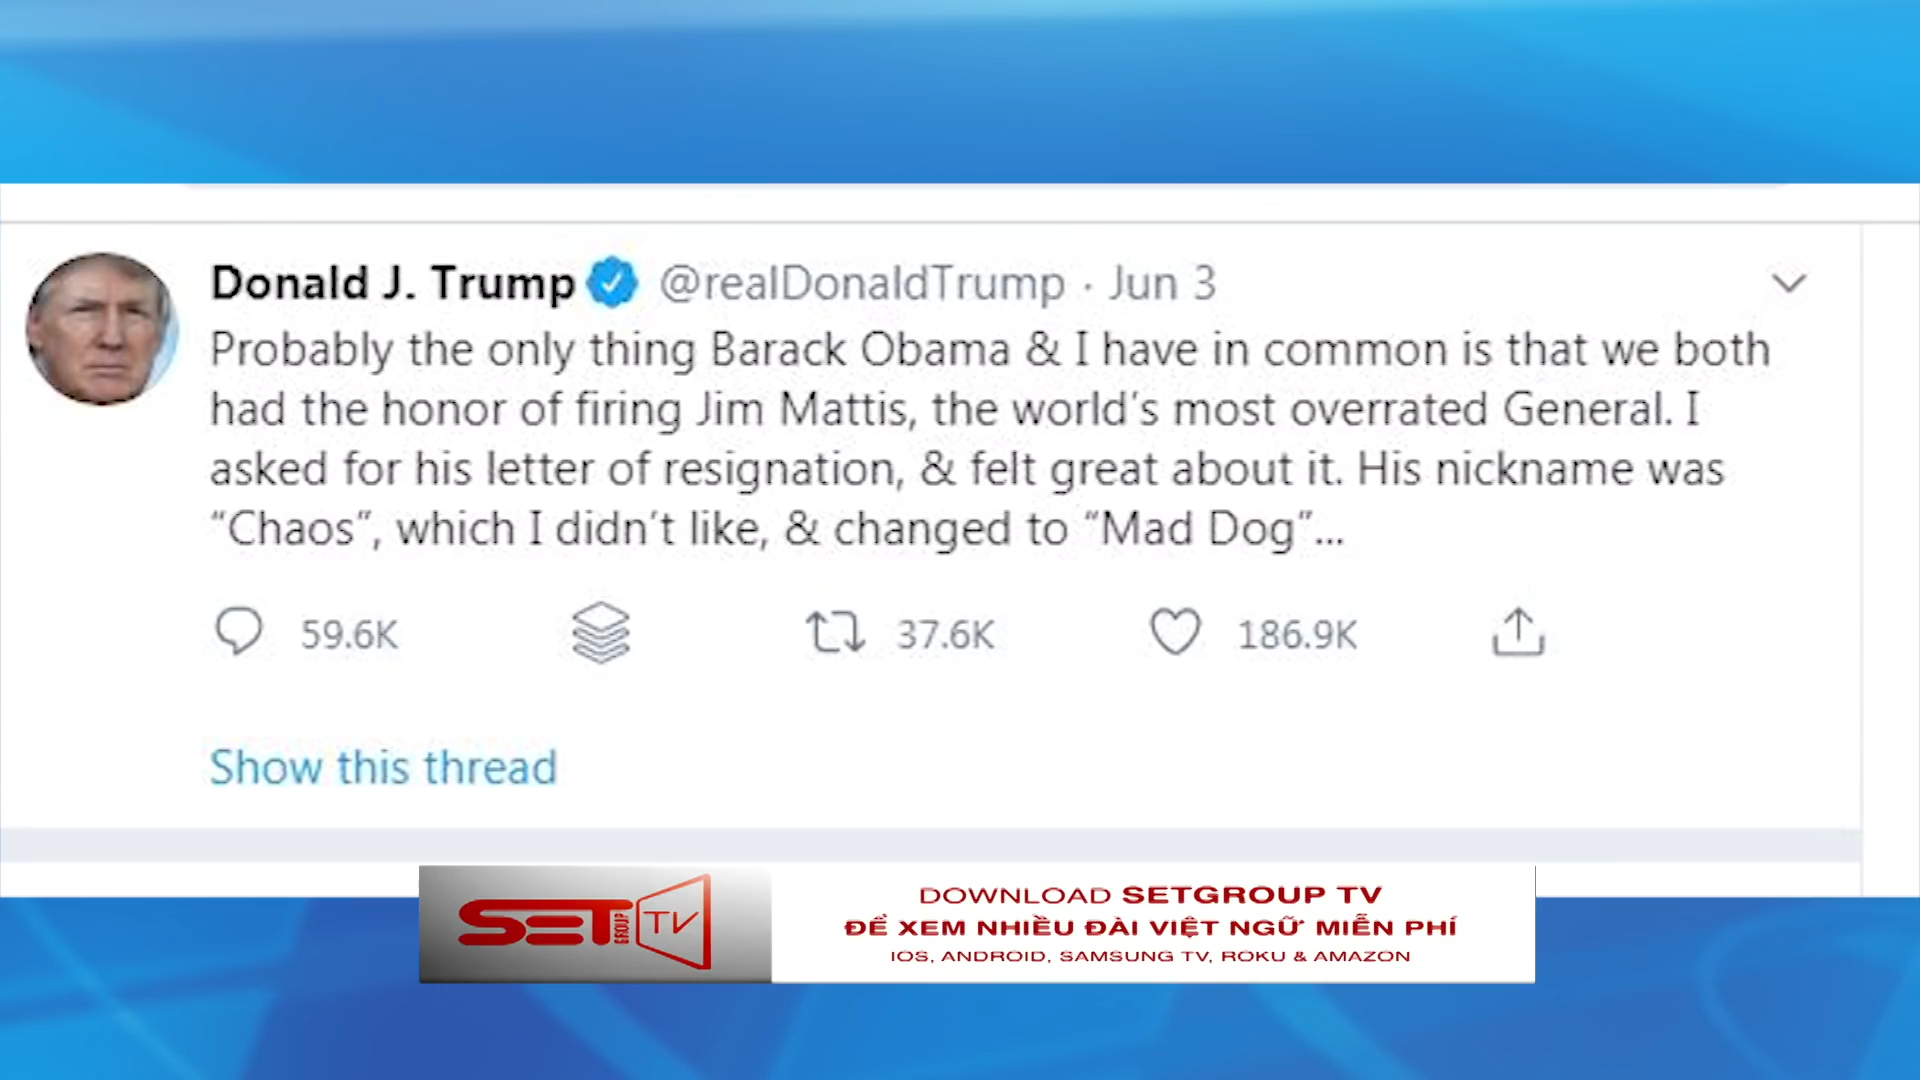 Donald J. Trump @realDonaldTrump · Jun 3
Probably the only thing Barack Obama & I have in common is that we both
had the honor of firing Jim Mattis, the world's most overrated General. I
asked for his letter of resignation, & felt great about it. His nickname was
“Chaos”, which I didn't like, & changed to “Mad Dog”...
59.6K 37.6K 186.9K
Show this thread
SET GROUP TV
DOWNLOAD SETGROUP TV
ĐỂ XEM NHIỀU ĐÀI VIỆT NGỮ MIỄN PHÍ
IOS, ANDROID, SAMSUNG TV, ROKU & AMAZON